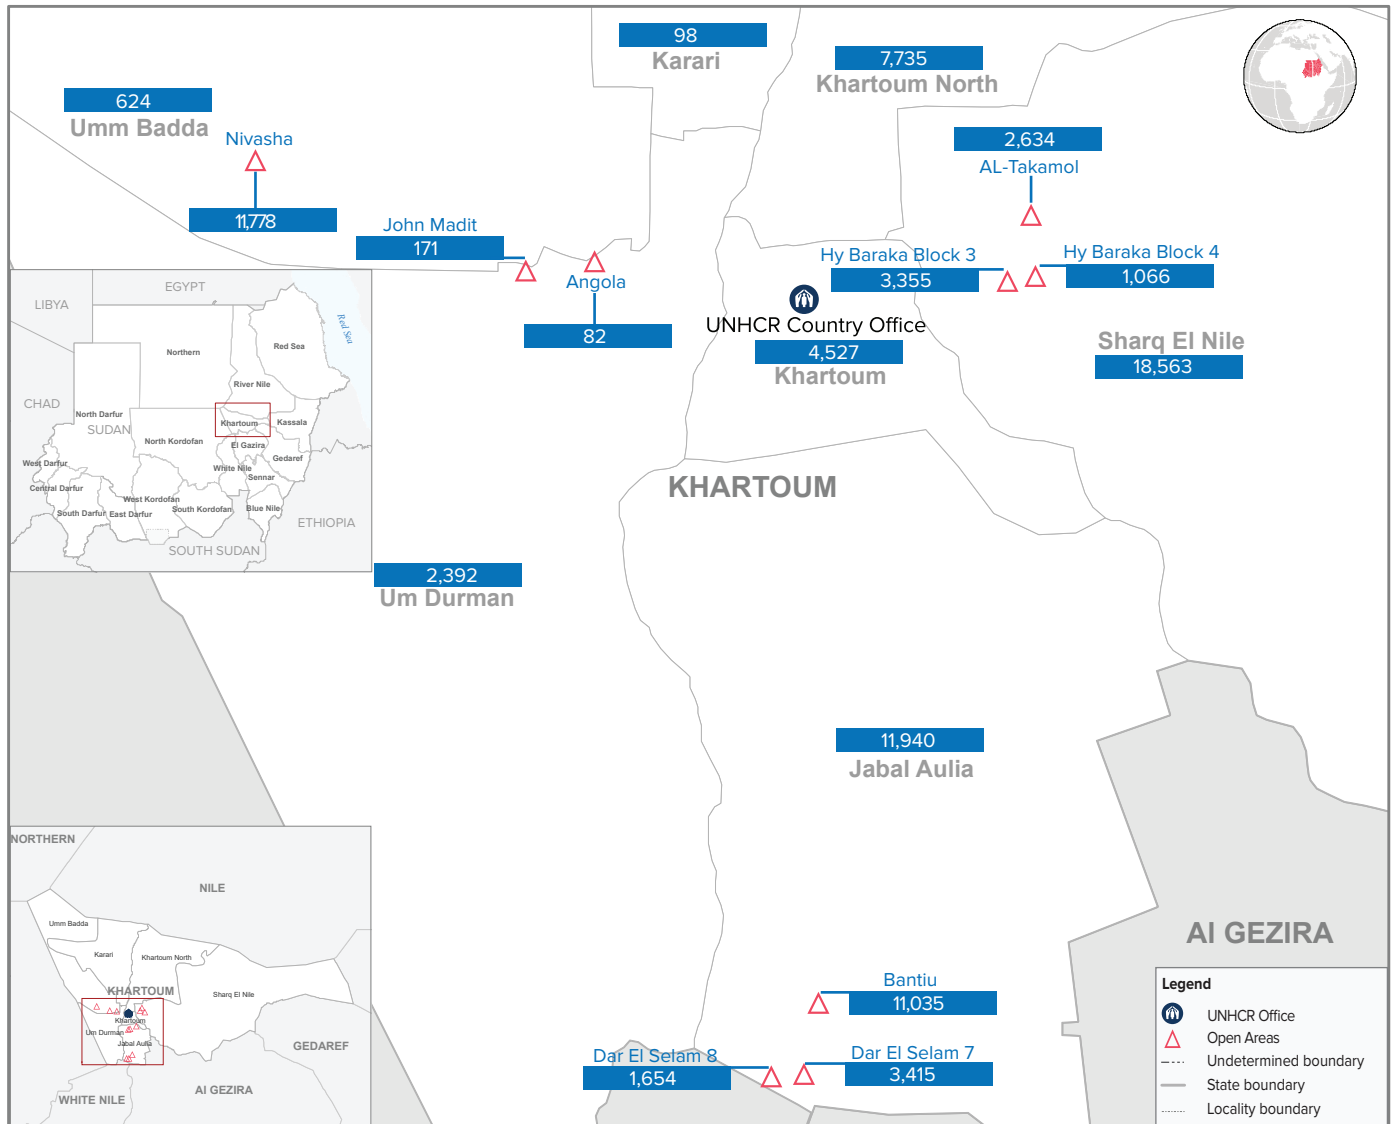 98
Karari
7,735
Khartoum North
624
Umm Badda
Nivasha
11,778
2,634
AL-Takamol
John Madit
171
Angola
82
Hy Baraka Block 3
3,355
Hy Baraka Block 4
1,066
UNHCR Country Office
4,527
Khartoum
Sharq El Nile
18,563
KHARTOUM
2,392
Um Durman
11,940
Jabal Aulia
Al GEZIRA
Bantiu
11,035
Dar El Selam 8
1,654
Dar El Selam 7
3,415
LIBYA
EGYPT
Red Sea
Northern
Red Sea
River Nile
CHAD
North Darfur
SUDAN
Khartoum
Kassala
North Kordofan
El Gazira
Gedaref
West Darfur
White Nile
Sennar
Central Darfur
West Kordofan
South Darfur
East Darfur
South Kordofan
Blue Nile
ETHIOPIA
SOUTH SUDAN
NORTHERN
NILE
Umm Badda
Karari
Khartoum North
KHARTOUM
Sharq El Nile
Khartoum
Um Durman
Jabal Aulia
GEDAREF
Al GEZIRA
WHITE NILE
Legend
UNHCR Office
Open Areas
Undetermined boundary
State boundary
Locality boundary